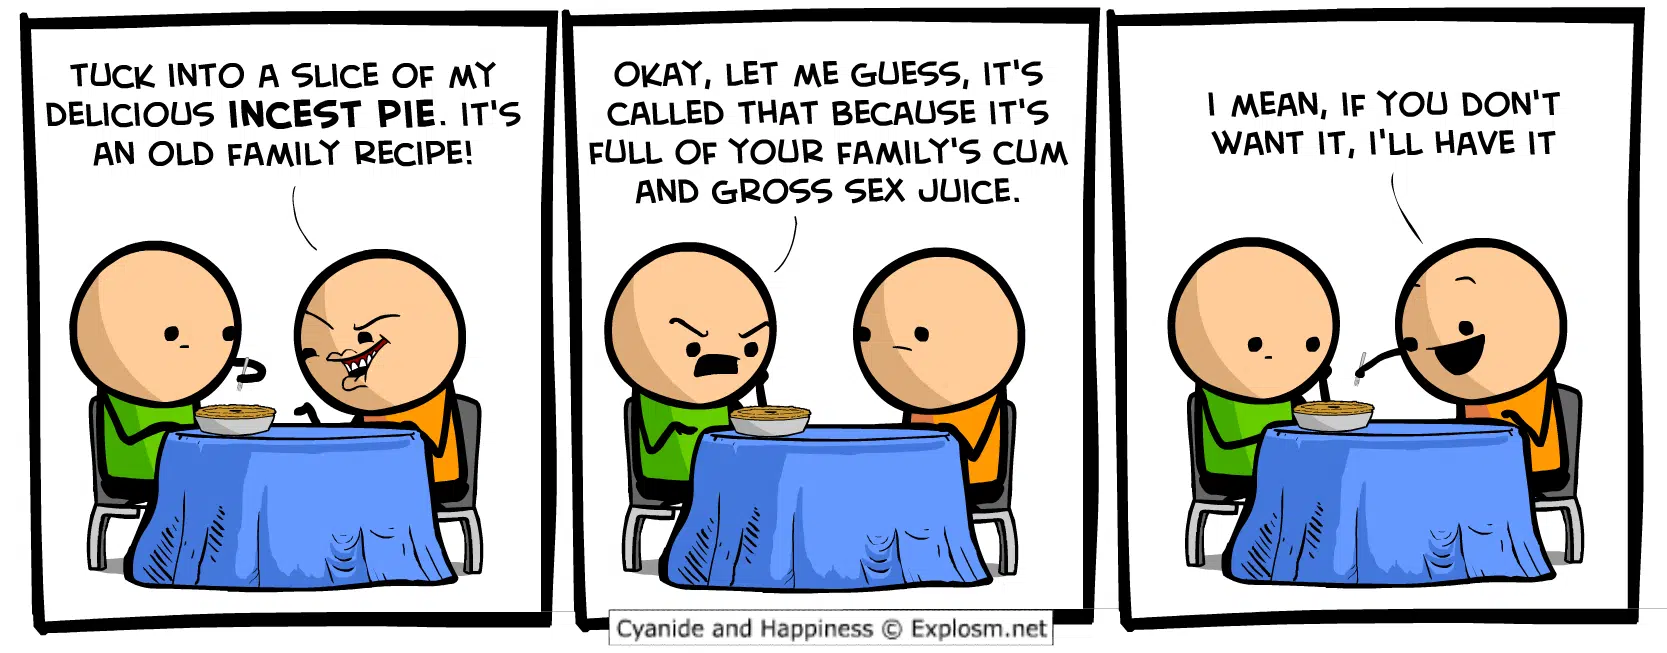 TUCK INTO A SLICE OF MY
DELICIOUS INCEST PIE. IT'S
AN OLD FAMILY RECIPE!
OKAY, LET ME GUESS, IT'S
CALLED THAT BECAUSE IT'S
FULL OF YOUR FAMILY'S CUM
AND GROSS SEX JUICE.
I MEAN, IF YOU DON'T
WANT IT, I'LL HAVE IT
Cyanide and Happiness © Explosm.net